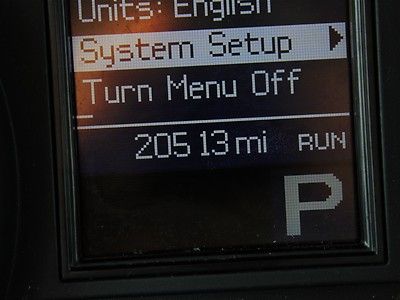 Units: English
System Setup
Turn Menu Off
20513 mi RUN
P